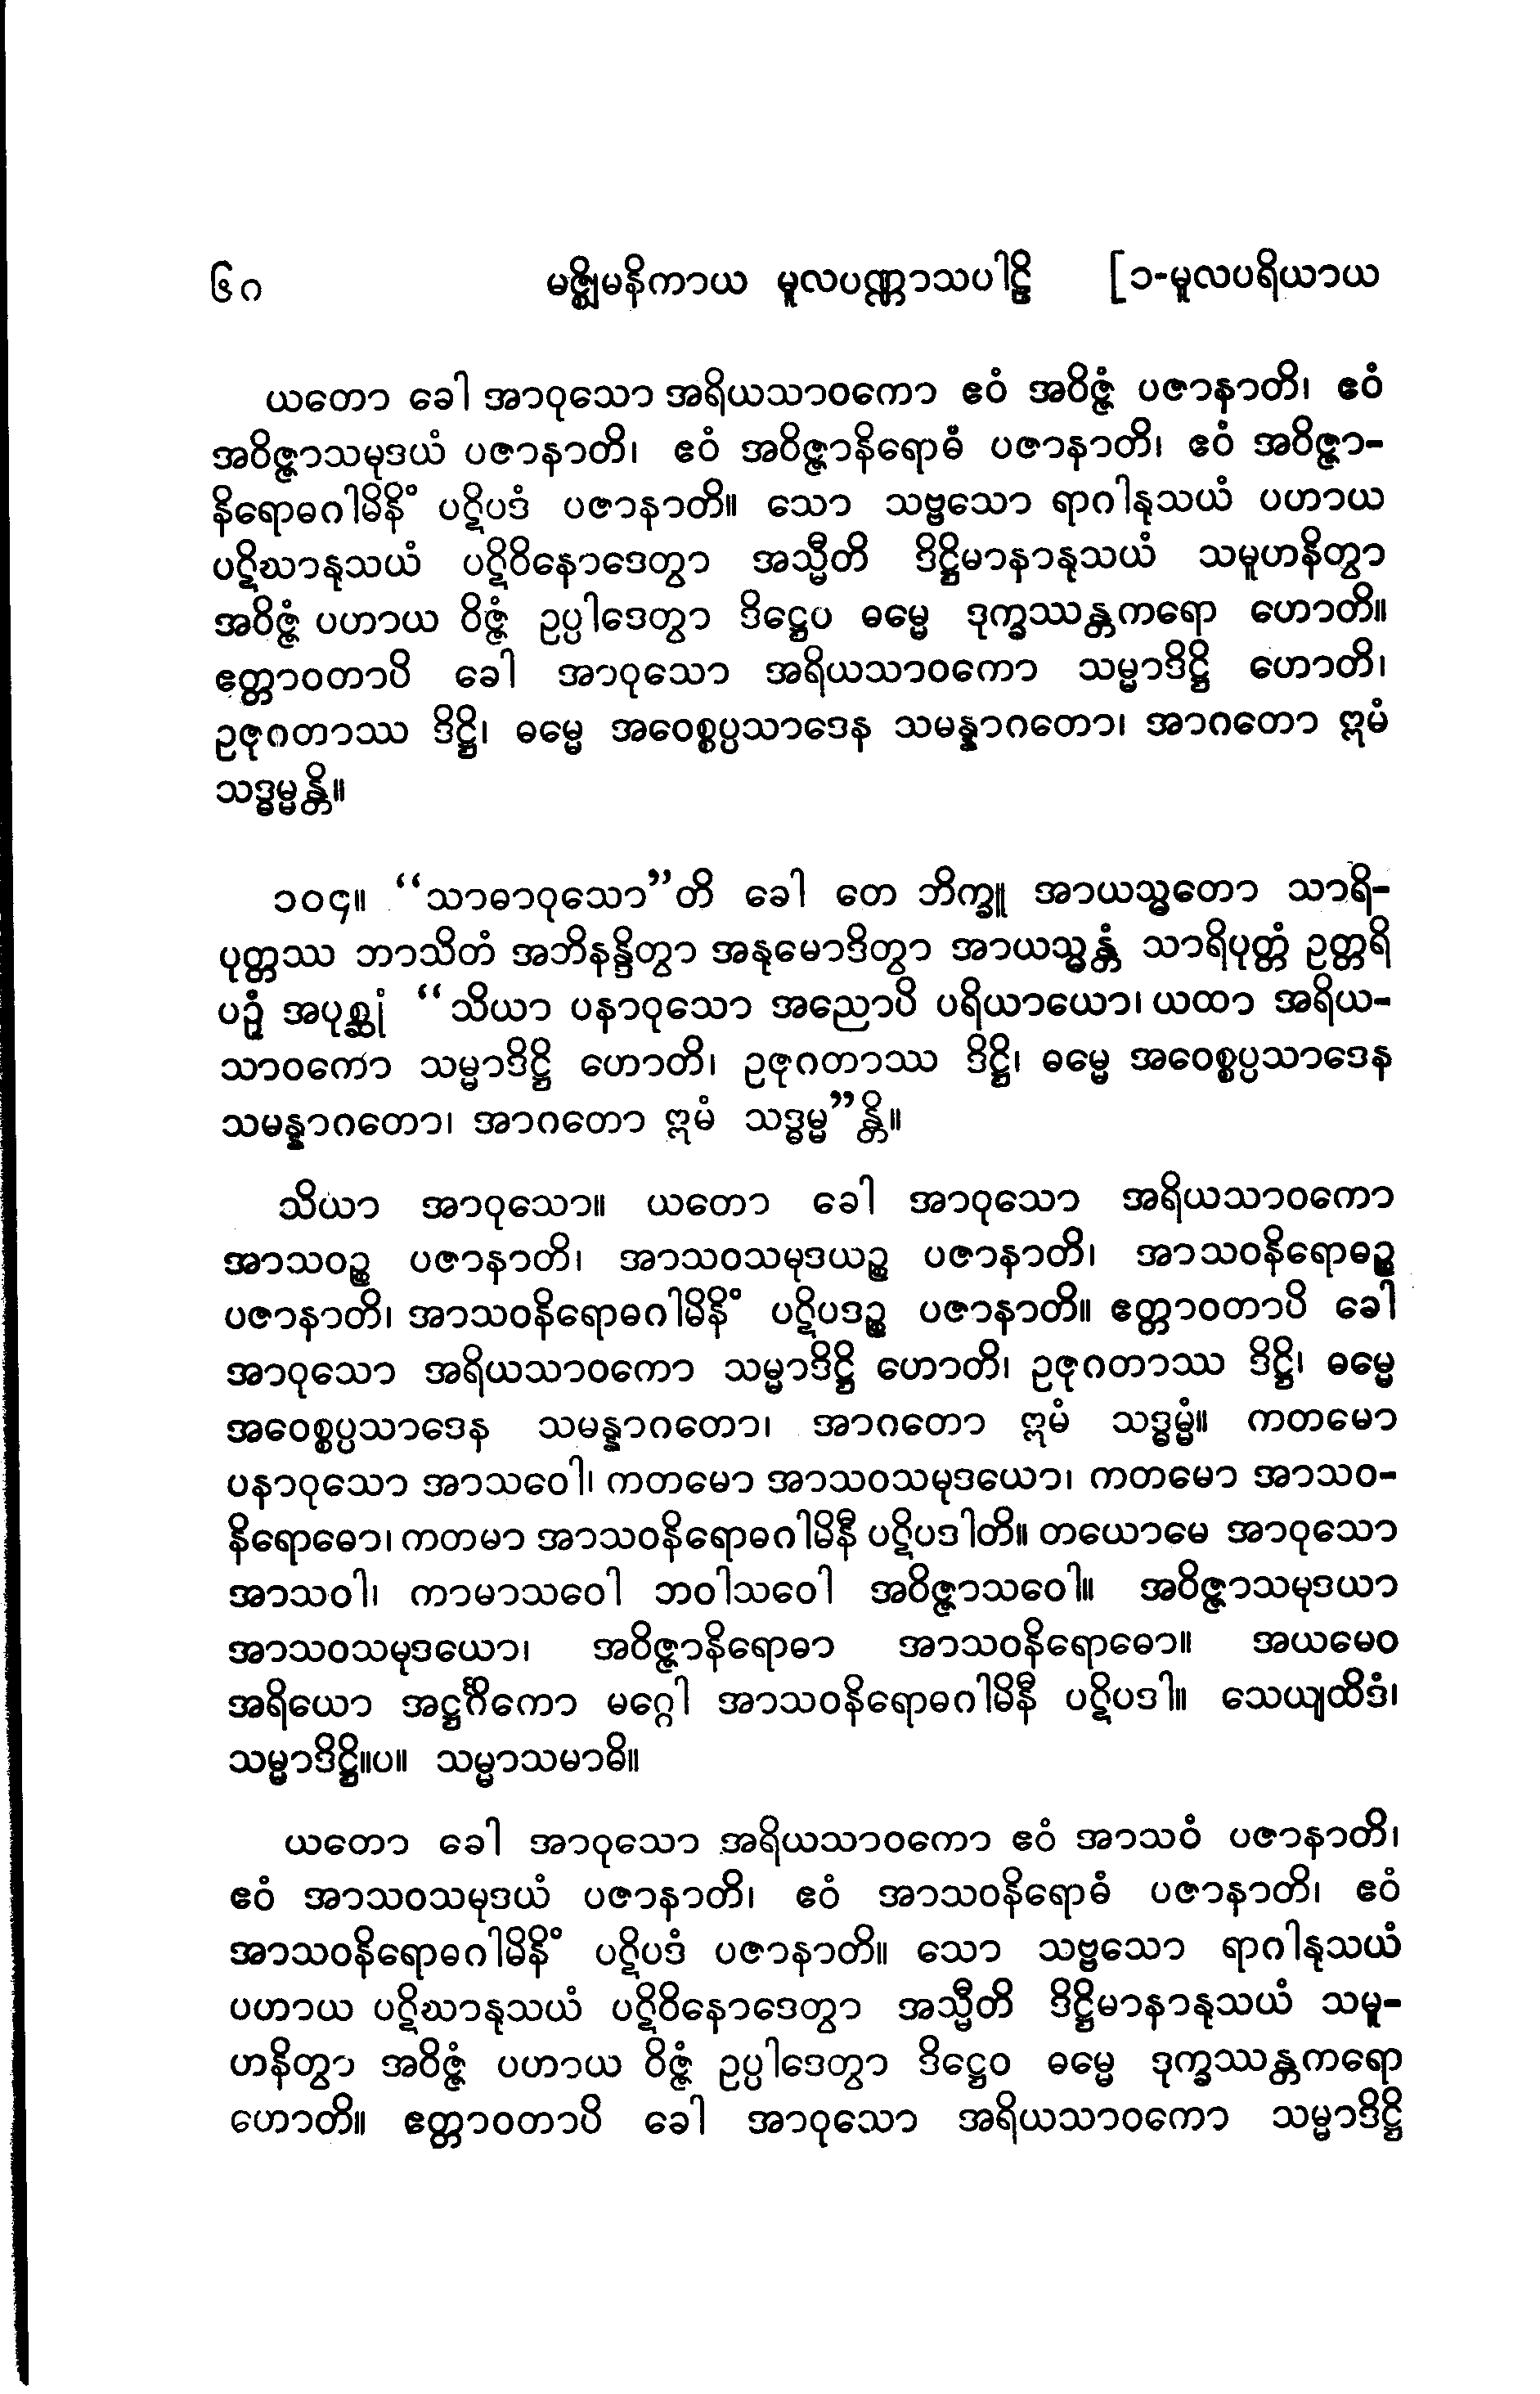 ၆ဂ မဇ္ဈိမနိကာယ မူလပဏ္ဏာသပါဠိ [၁-မူလပရိယာယ
ယတော ခေါ အာဝုသော အရိယသာဝကော ဧဝံ အဝိဇ္ဇံ ပဇာနာတိ၊ ဧဝံ
အဝိဇ္ဇာသမုဒယံ ပဇာနာတိ၊ ဧဝံ အဝိဇ္ဇာနိရောဓံ ပဇာနာတိ၊ ဧဝံ အဝိဇ္ဇာ-
နိရောဓဂါမိနိံ ပဋိပဒံ ပဇာနာတိ။ သော သဗ္ဗသော ရာဂါနုသယံ ပဟာယ
ပဋိဃာနုသယံ ပဋိဝိနောဒေတွာ အသ္မီတိ ဒိဋ္ဌိမာနာနုသယံ သမူဟနိတွာ
အဝိဇ္ဇံ ပဟာယ ဝိဇ္ဇံ ဥပ္ပါဒေတွာ ဒိဋ္ဌေပ ဓမ္မေ ဒုက္ခဿန္တကရော ဟောတိ။
ဧတ္တာဝတာပိ ခေါ အာဝုသော အရိယသာဝကော သမ္မာဒိဋ္ဌိ ဟောတိ၊
ဥဇုဂတာဿ ဒိဋ္ဌိ၊ ဓမ္မေ အဝေစ္စပ္ပသာဒေန သမန္နာဂတော၊ အာဂတော ဣမံ
သဒ္ဓမ္မန္တိ။
၁၀၄။ “သာဓာဝုသော”တိ ခေါ တေ ဘိက္ခူ အာယသ္မတော သာရိ-
ပုတ္တဿ ဘာသိတံ အဘိနန္ဒိတွာ အနုမောဒိတွာ အာယသ္မန္တံ သာရိပုတ္တံ ဥတ္တရိ
ပဉှံ အပုစ္ဆုံ “သိယာ ပနာဝုသော အညောပိ ပရိယာယော၊ ယထာ အရိယ-
သာဝကော သမ္မာဒိဋ္ဌိ ဟောတိ၊ ဥဇုဂတာဿ ဒိဋ္ဌိ၊ ဓမ္မေ အဝေစ္စပ္ပသာဒေန
သမန္နာဂတော၊ အာဂတော ဣမံ သဒ္ဓမ္မ”န္တိ။
သိယာ အာဝုသော။ ယတော ခေါ အာဝုသော အရိယသာဝကော
အာသဝဉ္စ ပဇာနာတိ၊ အာသဝသမုဒယဉ္စ ပဇာနာတိ၊ အာသဝနိရောဓဉ္စ
ပဇာနာတိ၊ အာသဝနိရောဓဂါမိနိံ ပဋိပဒဉ္စ ပဇာနာတိ။ ဧတ္တာဝတာပိ ခေါ
အာဝုသော အရိယသာဝကော သမ္မာဒိဋ္ဌိ ဟောတိ၊ ဥဇုဂတာဿ ဒိဋ္ဌိ၊ ဓမ္မေ
အဝေစ္စပ္ပသာဒေန သမန္နာဂတော၊ အာဂတော ဣမံ သဒ္ဓမ္မံ။ ကတမော
ပနာဝုသော အာသဝေါ၊ ကတမော အာသဝသမုဒယော၊ ကတမော အာသဝ-
နိရောဓော၊ ကတမာ အာသဝနိရောဓဂါမိနီ ပဋိပဒါတိ။ တယောမေ အာဝုသော
အာသဝါ၊ ကာမာသဝေါ ဘဝါသဝေါ အဝိဇ္ဇာသဝေါ။ အဝိဇ္ဇာသမုဒယာ
အာသဝသမုဒယော၊ အဝိဇ္ဇာနိရောဓာ အာသဝနိရောဓော။ အယမေဝ
အရိယော အဋ္ဌင်္ဂိကော မဂ္ဂေါ အာသဝနိရောဓဂါမိနီ ပဋိပဒါ။ သေယျထိဒံ၊
သမ္မာဒိဋ္ဌိ။ပ။ သမ္မာသမာဓိ။
ယတော ခေါ အာဝုသော အရိယသာဝကော ဧဝံ အာသဝံ ပဇာနာတိ၊
ဧဝံ အာသဝသမုဒယံ ပဇာနာတိ၊ ဧဝံ အာသဝနိရောဓံ ပဇာနာတိ၊ ဧဝံ
အာသဝနိရောဓဂါမိနိံ ပဋိပဒံ ပဇာနာတိ။ သော သဗ္ဗသော ရာဂါနုသယံ
ပဟာယ ပဋိဃာနုသယံ ပဋိဝိနောဒေတွာ အသ္မီတိ ဒိဋ္ဌိမာနာနုသယံ သမူ-
ဟနိတွာ အဝိဇ္ဇံ ပဟာယ ဝိဇ္ဇံ ဥပ္ပါဒေတွာ ဒိဋ္ဌေဝ ဓမ္မေ ဒုက္ခဿန္တကရော
ဟောတိ။ ဧတ္တာဝတာပိ ခေါ အာဝုသော အရိယသာဝကော သမ္မာဒိဋ္ဌိ